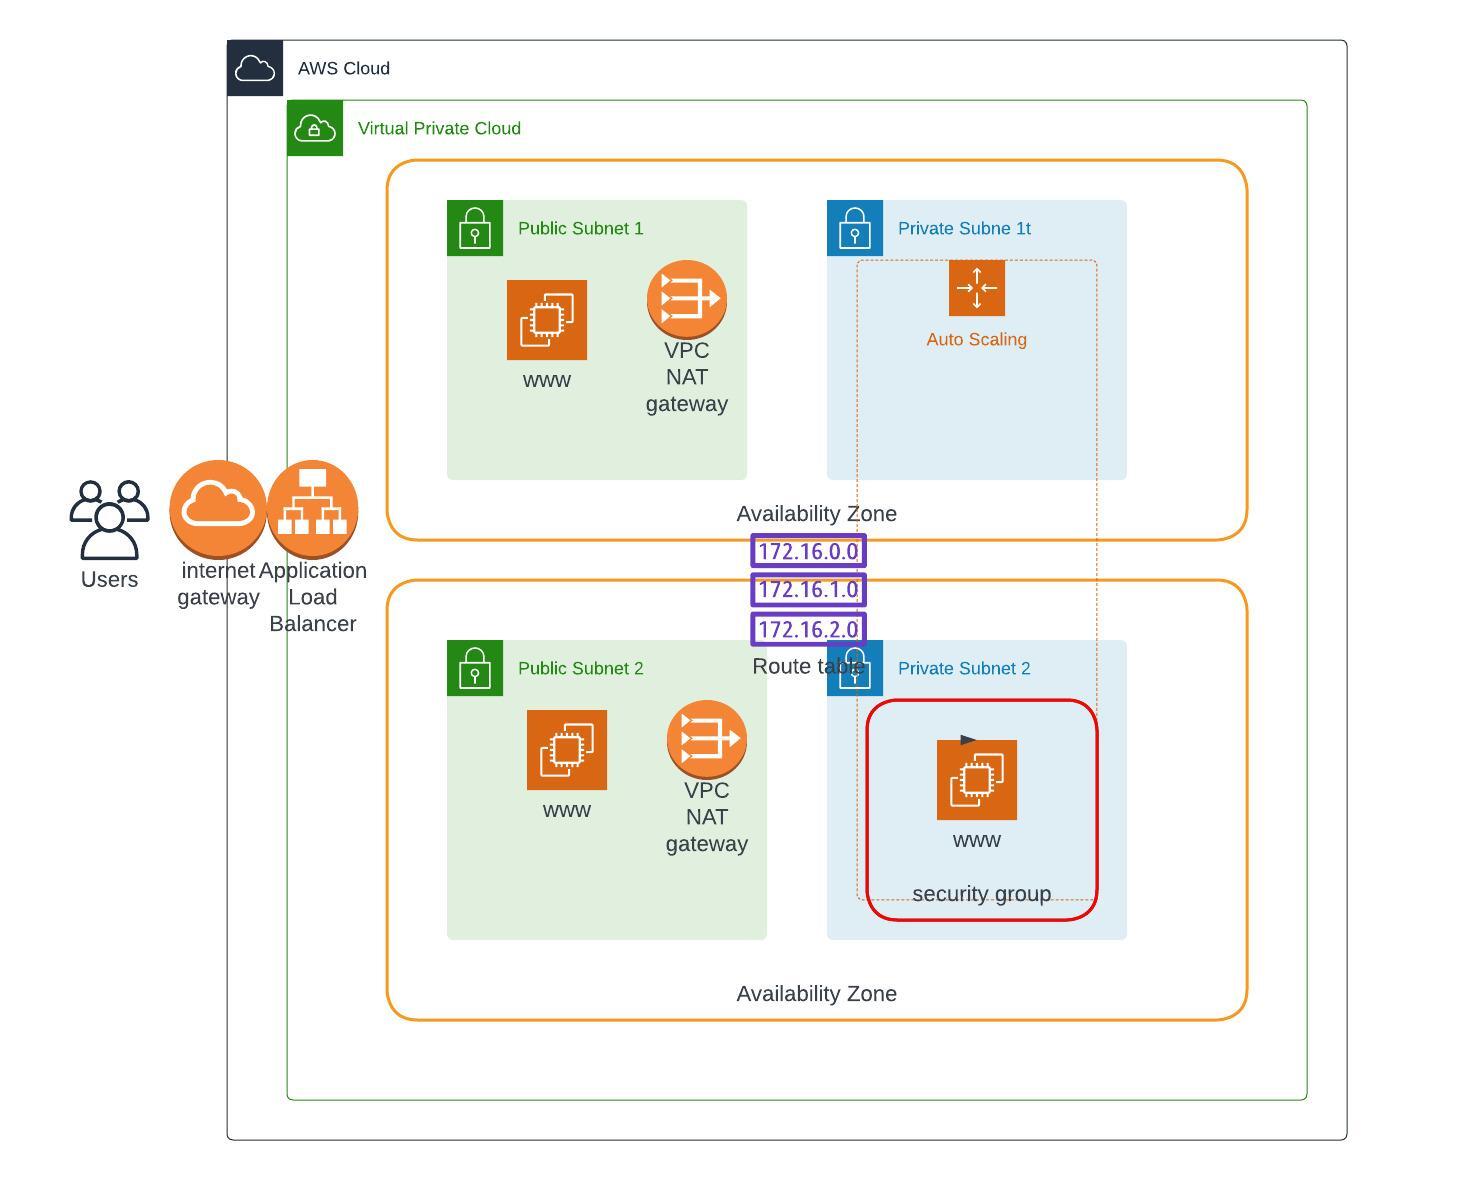 AWS Cloud
Virtual Private Cloud
Public Subnet 1
Private Subne 1t
www
VPC
NAT
gateway
Auto Scaling
Availability Zone
Users
internet
gateway
Application
Load
Balancer
172.16.0.0
172.16.1.0
172.16.2.0
Route table
Public Subnet 2
Private Subnet 2
www
VPC
NAT
gateway
www
security group
Availability Zone